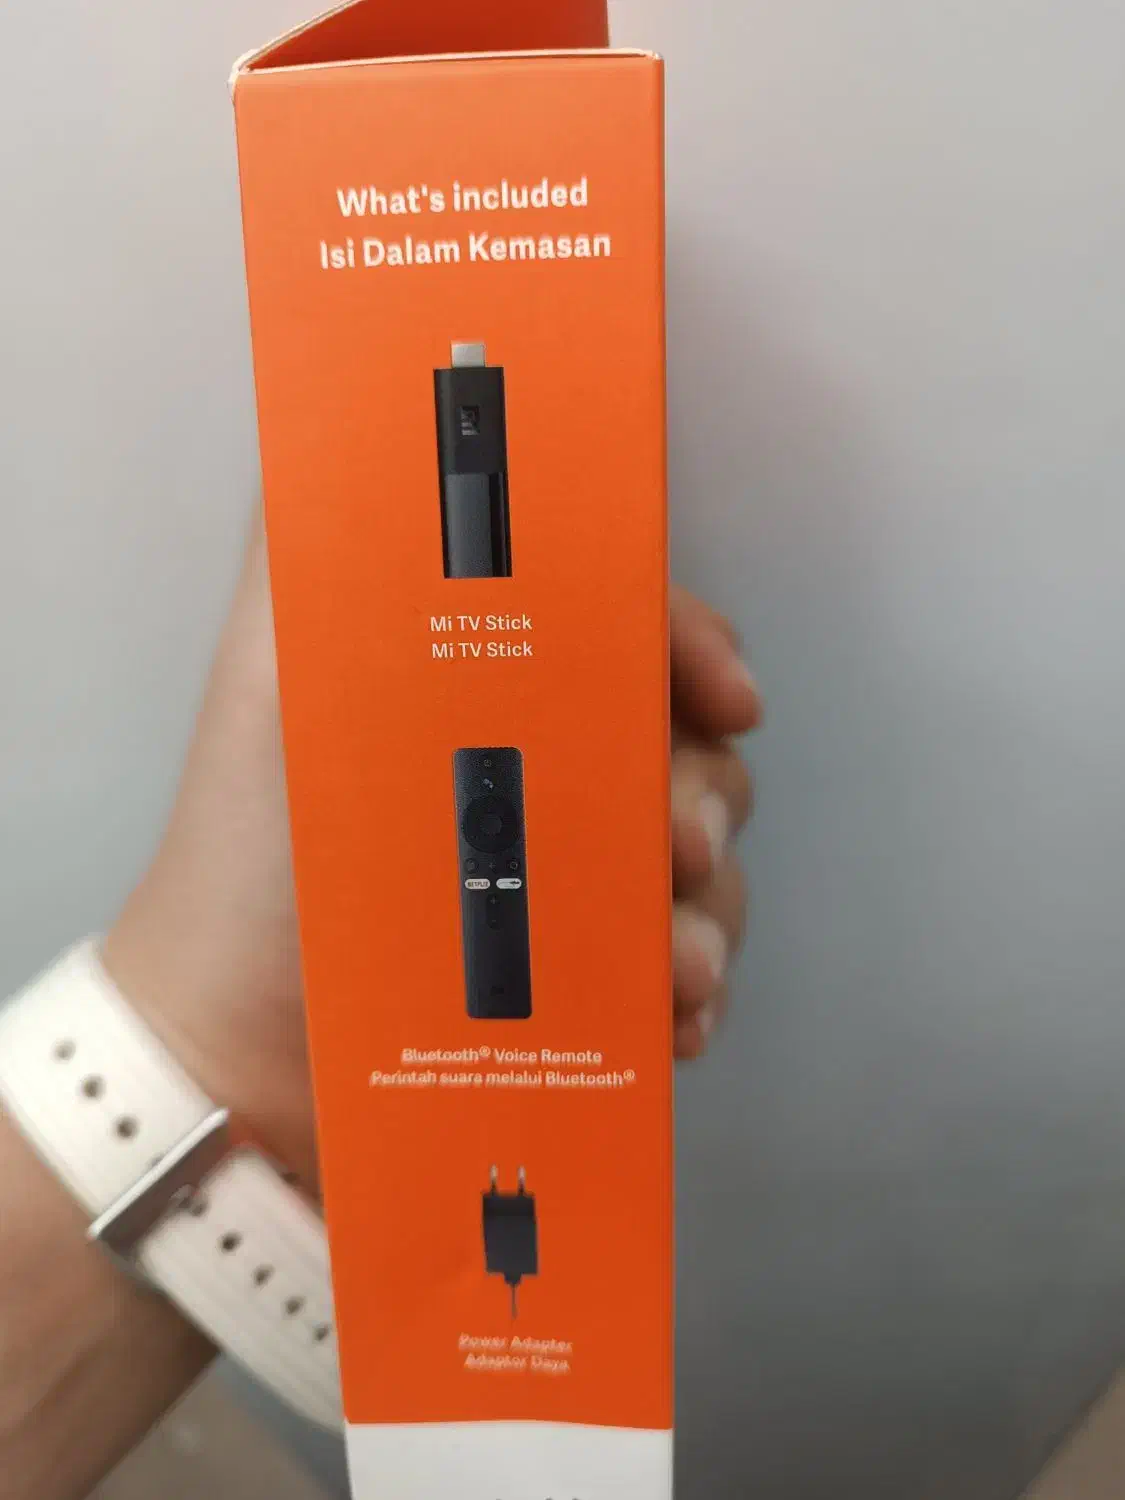 What's included
Isi Dalam Kemasan
Mi TV Stick
Mi TV Stick
NETFLIX
Bluetooth® Voice Remote
Perintah suara melalui Bluetooth®
Power Adapter
Adaptor Daya